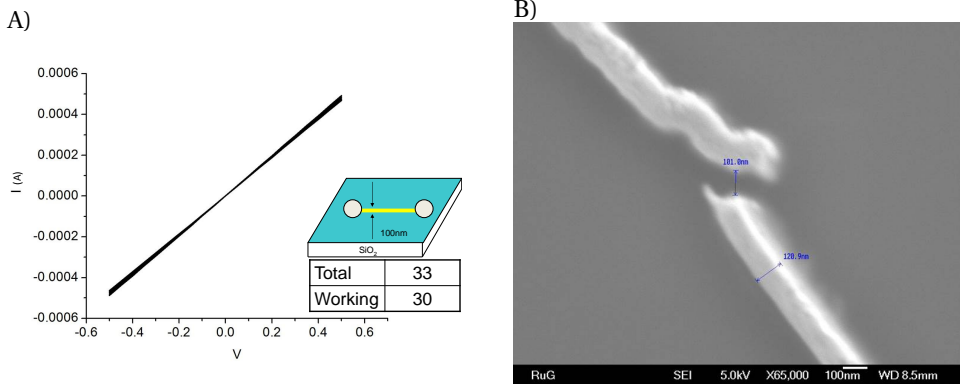 A)
B)
0.0006
0.0004
0.0002
0.0000
-0.0002
-0.0004
-0.0006
I (A)
-0.6 -0.4 -0.2 0.0 0.2 0.4 0.6
V
100nm
SiO2
Total 33
Working 30
101.0nm
120.9nm
RuG SEI 5.0kV X65,000 100nm WD 8.5mm